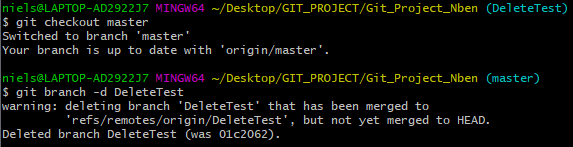 niels@LAPTOP-AD2922J7 MINGW64 ~/Desktop/GIT_PROJECT/Git_Project_Nben (DeleteTest)
$ git checkout master
Switched to branch 'master'
Your branch is up to date with 'origin/master'.
niels@LAPTOP-AD2922J7 MINGW64 ~/Desktop/GIT_PROJECT/Git_Project_Nben (master)
$ git branch -d DeleteTest
warning: deleting branch 'DeleteTest' that has been merged to
'refs/remotes/origin/DeleteTest', but not yet merged to HEAD.
Deleted branch DeleteTest (was 01c2062).